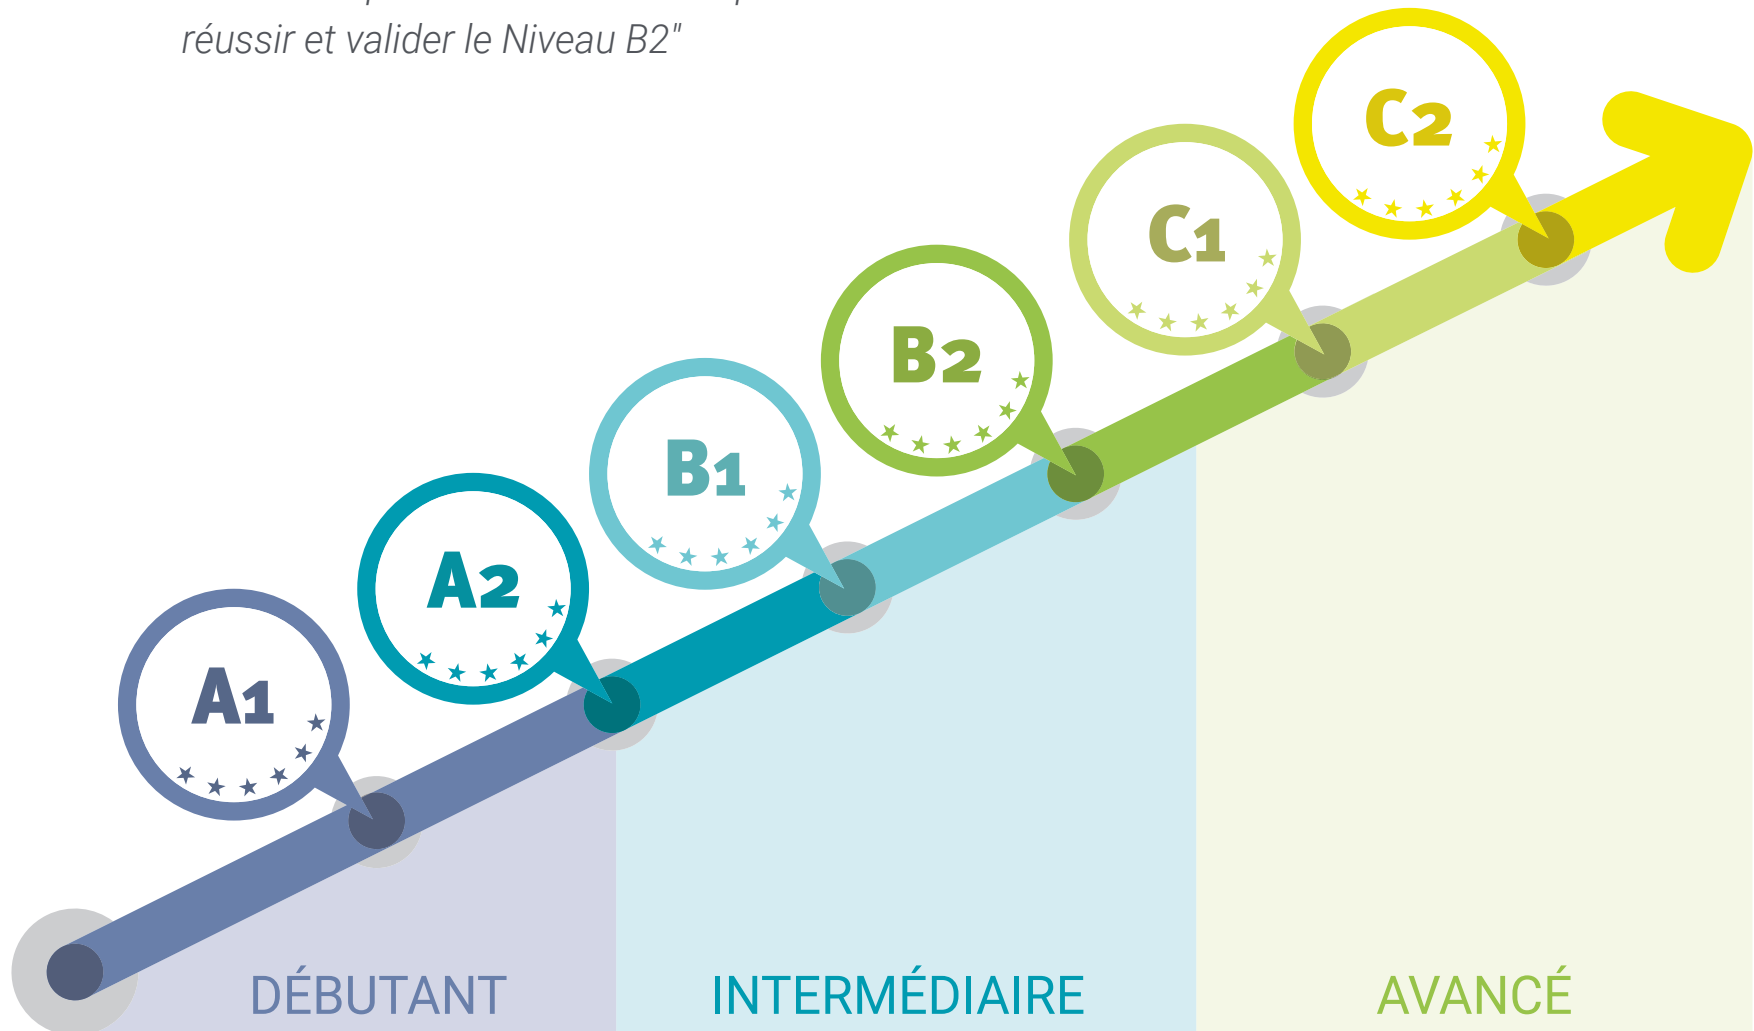 réussir et valider le Niveau B2"
C2
C1
B2
B1
A2
A1
DÉBUTANT INTERMÉDIAIRE AVANCÉ